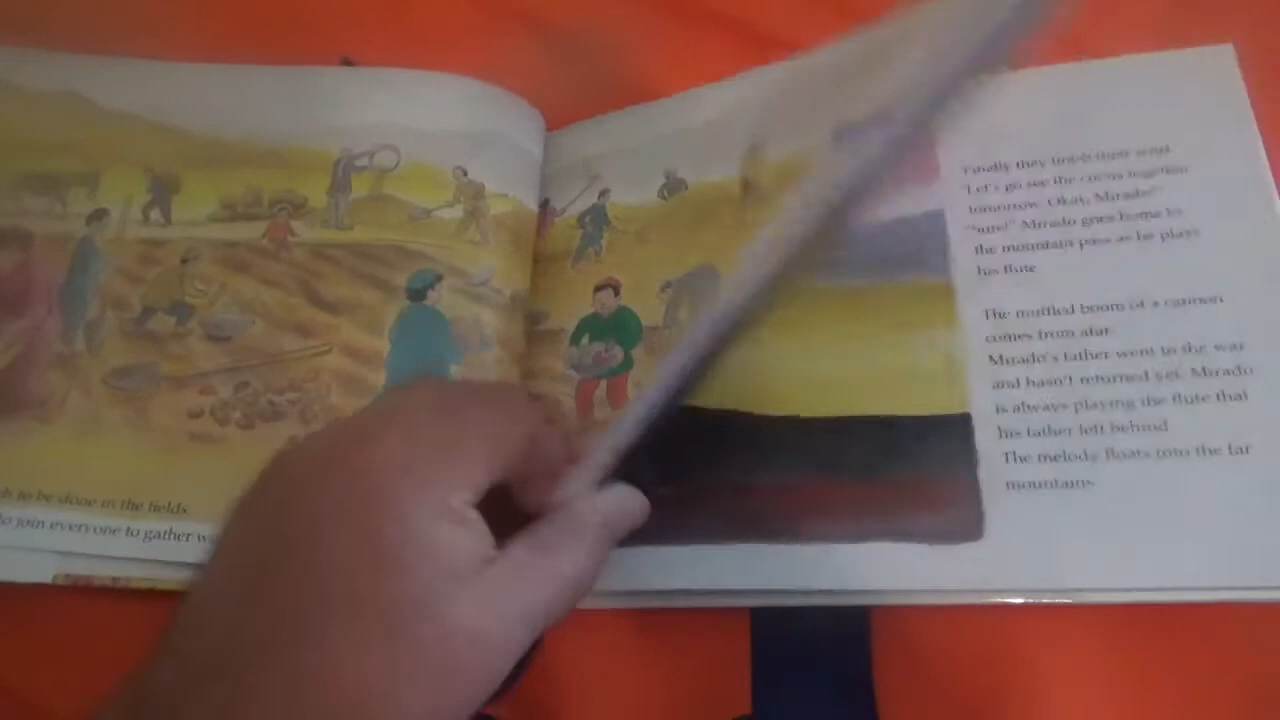 ch to be done in the fields
to join everyone to gather w
Finally they finish their work.
"Let's go see the circus together
tomorrow. Okay, Mirado?"
"Sure!" Mirado goes home to
the mountain pass as he plays
his flute.
The muffled boom of a cannon
comes from afar.
Mirado's father went to the war
and hasn't returned yet. Mirado
is always playing the flute that
his father left behind.
The melody floats into the far
mountains.